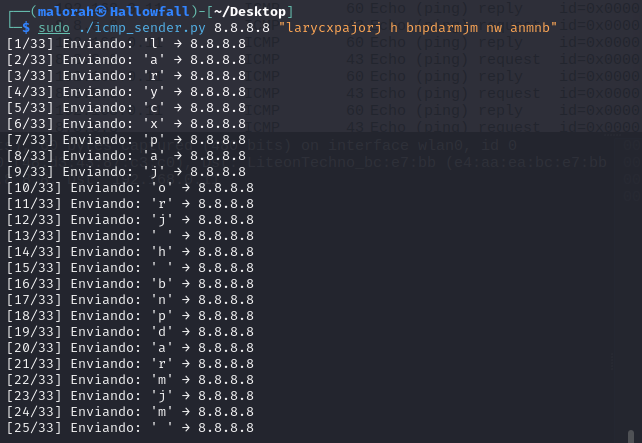 ┌──(malorah㉿Hallowfall)-[~/Desktop]
└─$ sudo ./icmp_sender.py 8.8.8.8 "larycxpajorj h bnpdarmjm nw anmnb"
[1/33] Enviando: 'l' → 8.8.8.8
[2/33] Enviando: 'a' → 8.8.8.8
[3/33] Enviando: 'r' → 8.8.8.8
[4/33] Enviando: 'y' → 8.8.8.8
[5/33] Enviando: 'c' → 8.8.8.8
[6/33] Enviando: 'x' → 8.8.8.8
[7/33] Enviando: 'p' → 8.8.8.8
[8/33] Enviando: 'a' → 8.8.8.8
[9/33] Enviando: 'j' → 8.8.8.8
[10/33] Enviando: 'o' → 8.8.8.8
[11/33] Enviando: 'r' → 8.8.8.8
[12/33] Enviando: 'j' → 8.8.8.8
[13/33] Enviando: ' ' → 8.8.8.8
[14/33] Enviando: 'h' → 8.8.8.8
[15/33] Enviando: ' ' → 8.8.8.8
[16/33] Enviando: 'b' → 8.8.8.8
[17/33] Enviando: 'n' → 8.8.8.8
[18/33] Enviando: 'p' → 8.8.8.8
[19/33] Enviando: 'd' → 8.8.8.8
[20/33] Enviando: 'a' → 8.8.8.8
[21/33] Enviando: 'r' → 8.8.8.8
[22/33] Enviando: 'm' → 8.8.8.8
[23/33] Enviando: 'j' → 8.8.8.8
[24/33] Enviando: 'm' → 8.8.8.8
[25/33] Enviando: ' ' → 8.8.8.8